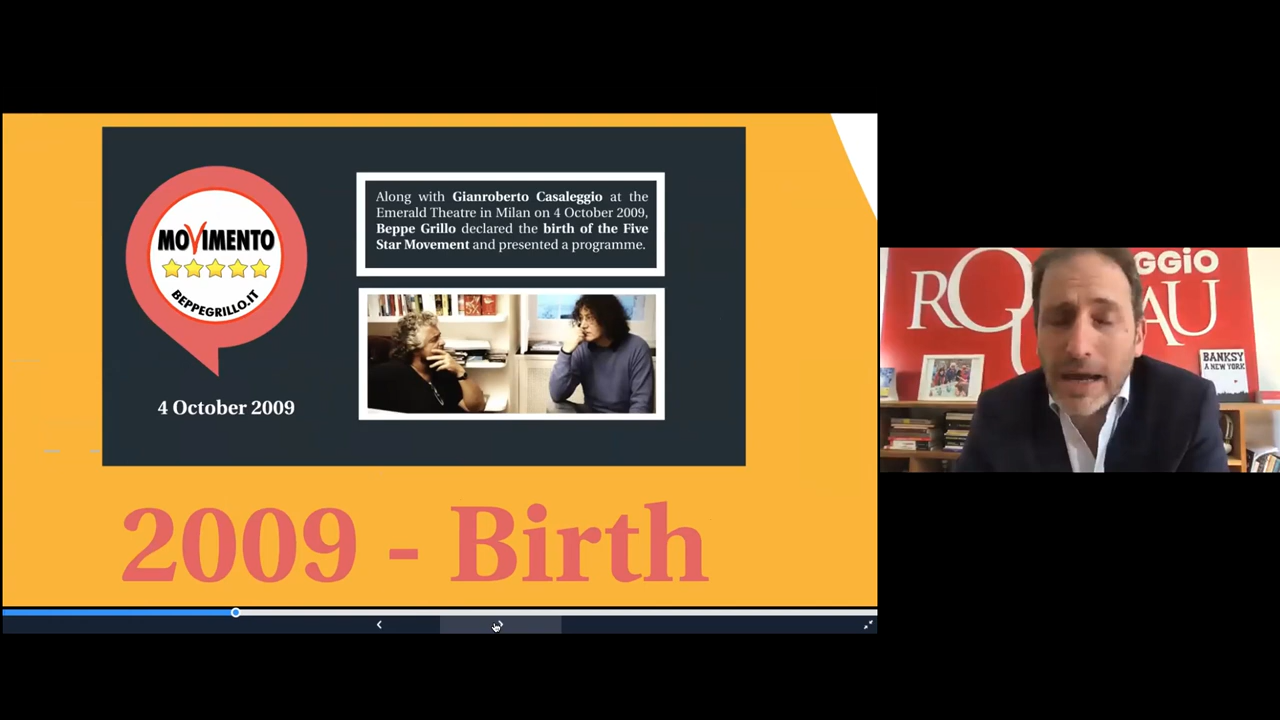 MOVIMENTO
BEPPEGRILLO.IT
4 October 2009
Along with Gianroberto Casaleggio at the
Emerald Theatre in Milan on 4 October 2009,
Beppe Grillo declared the birth of the Five
Star Movement and presented a programme.
2009 - Birth
GGIO
RO
U
AU
BANKSY
A NEW YORK